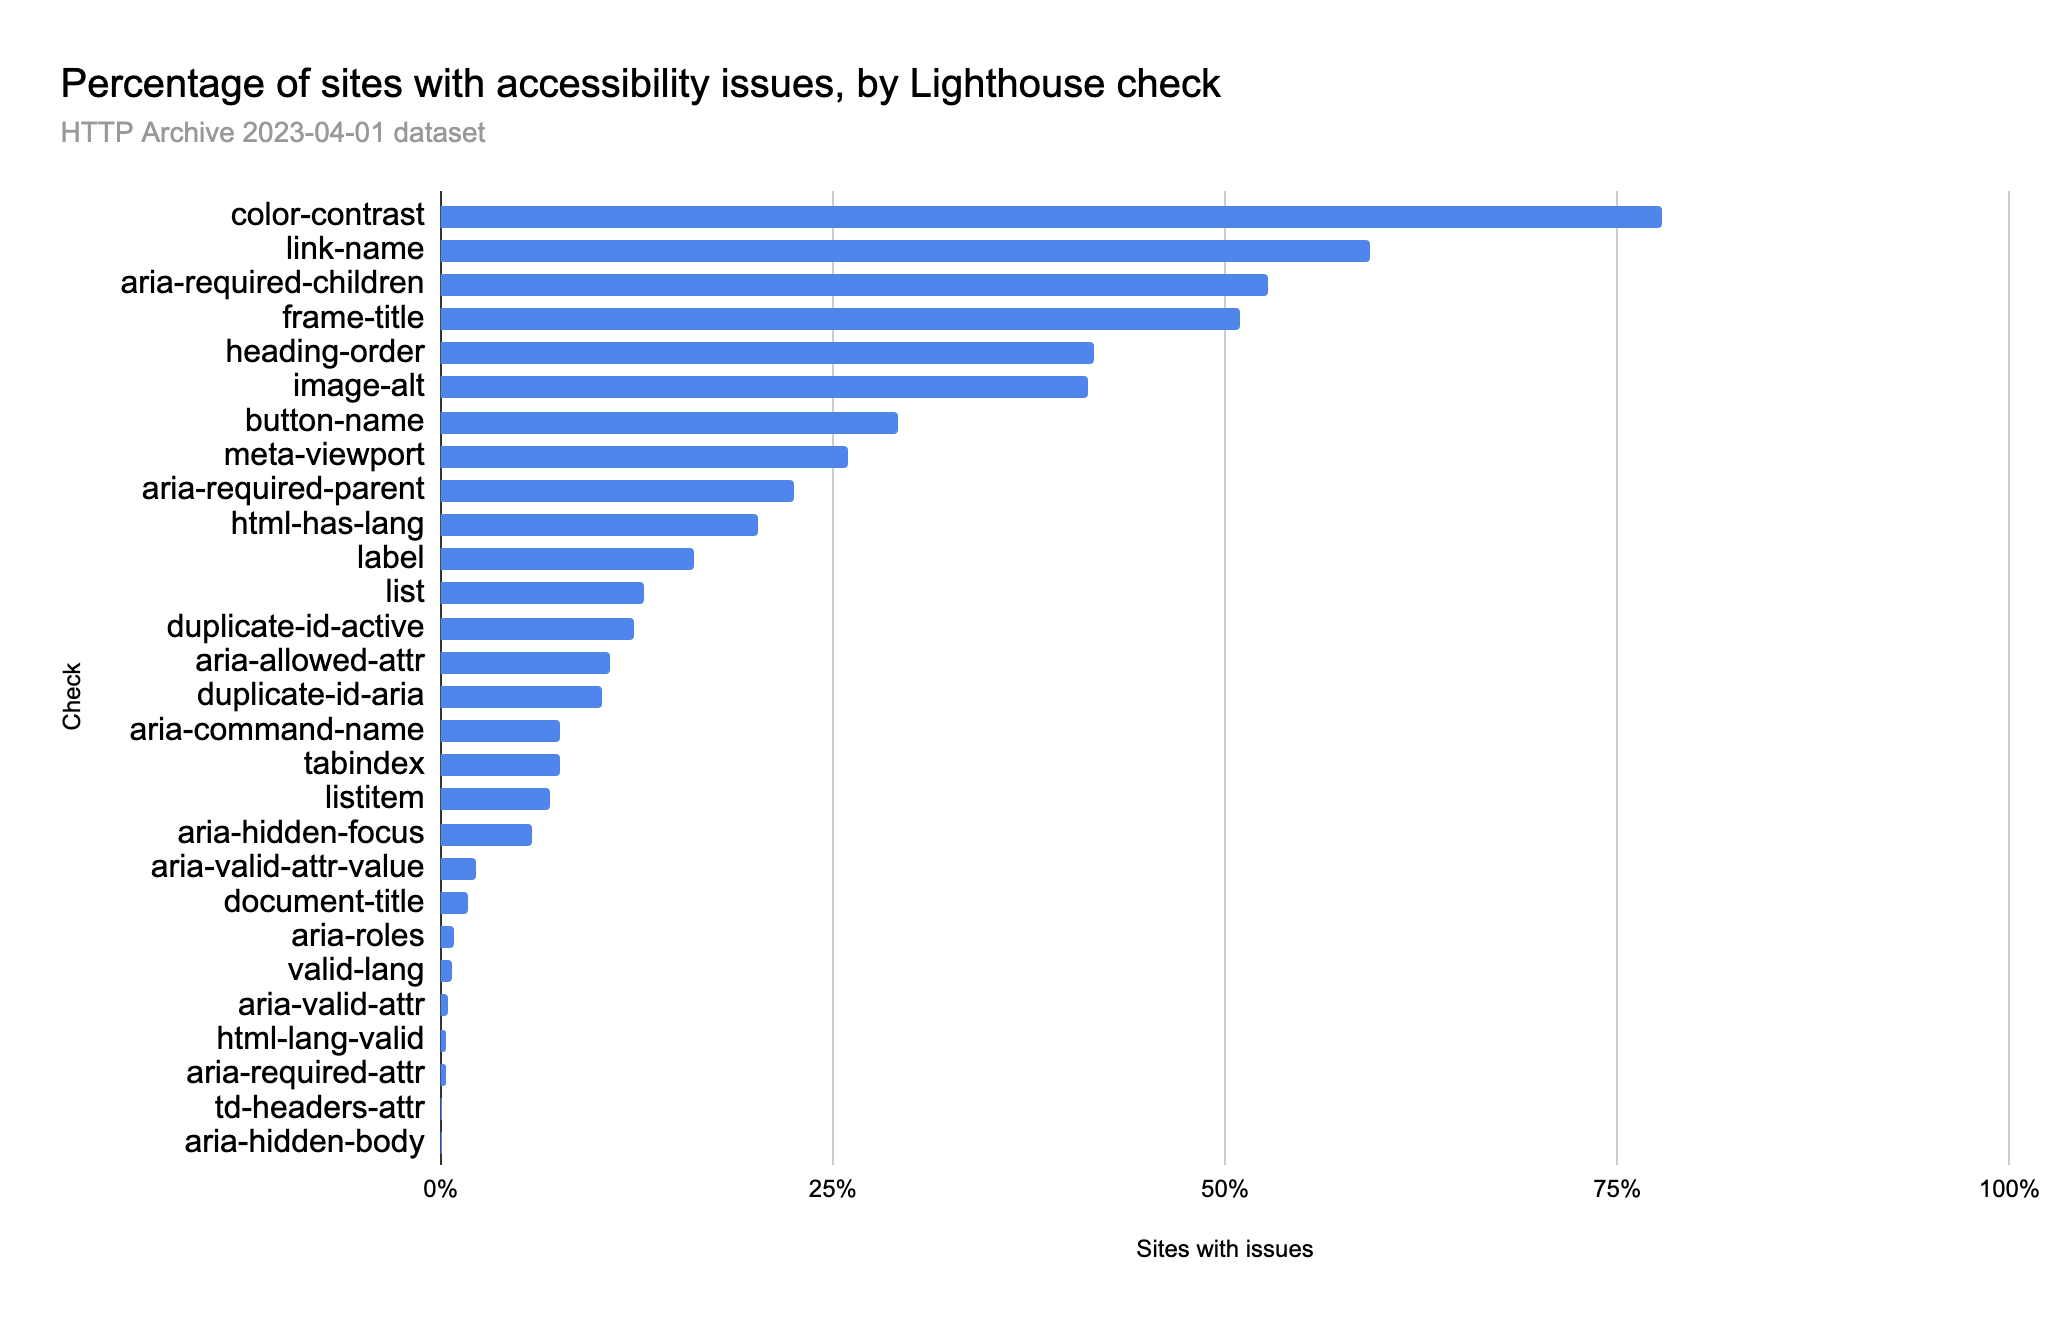 Percentage of sites with accessibility issues, by Lighthouse check
HTTP Archive 2023-04-01 dataset
color-contrast
link-name
aria-required-children
frame-title
heading-order
image-alt
button-name
meta-viewport
aria-required-parent
html-has-lang
label
list
duplicate-id-active
aria-allowed-attr
duplicate-id-aria
aria-command-name
tabindex
listitem
aria-hidden-focus
aria-valid-attr-value
document-title
aria-roles
valid-lang
aria-valid-attr
html-lang-valid
aria-required-attr
td-headers-attr
aria-hidden-body
Check
0% 25% 50% 75% 100%
Sites with issues